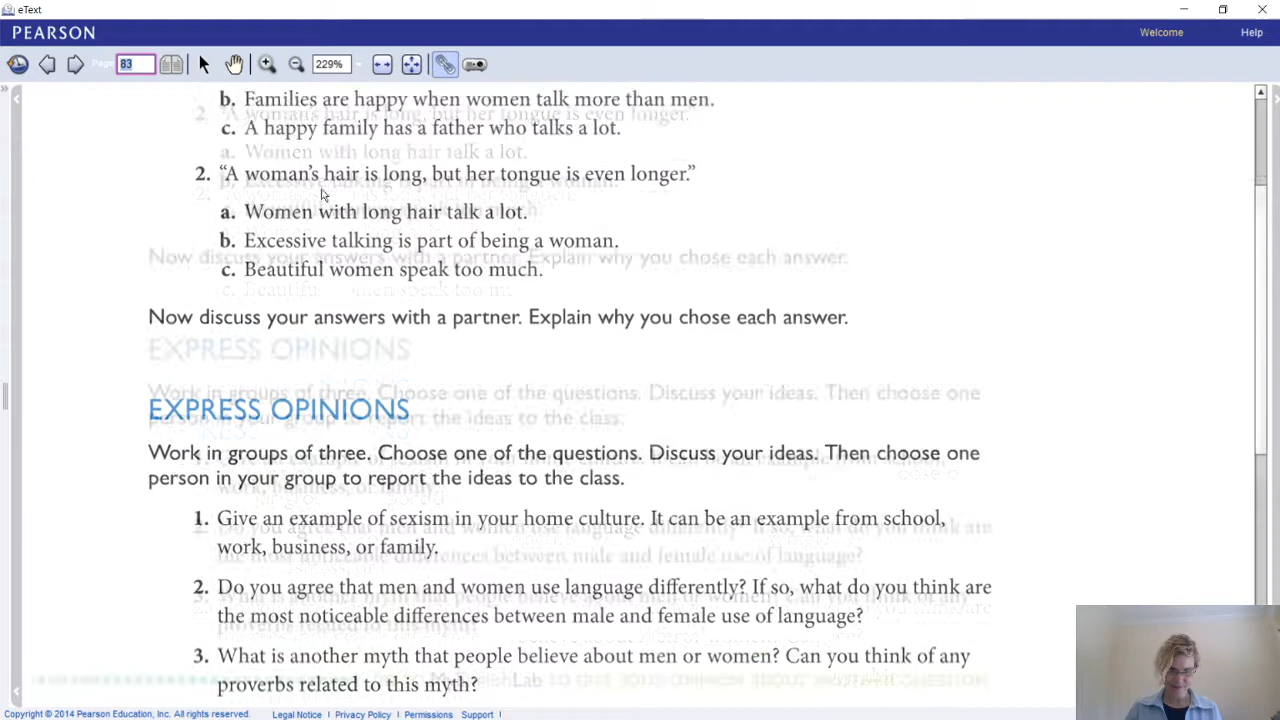 eText
PEARSON
Welcome
Help
Page
83
229%
b. Families are happy when women talk more than men.
c. A happy family has a father who talks a lot.
2. “A woman’s hair is long, but her tongue is even longer.”
a. Women with long hair talk a lot.
b. Excessive talking is part of being a woman.
c. Beautiful women speak too much.
Now discuss your answers with a partner. Explain why you chose each answer.
EXPRESS OPINIONS
Work in groups of three. Choose one of the questions. Discuss your ideas. Then choose one
person in your group to report the ideas to the class.
1. Give an example of sexism in your home culture. It can be an example from school,
work, business, or family.
2. Do you agree that men and women use language differently? If so, what do you think are
the most noticeable differences between male and female use of language?
3. What is another myth that people believe about men or women? Can you think of any
proverbs related to this myth?
Copyright © 2014 Pearson Education, Inc. All rights reserved.
Legal Notice | Privacy Policy | Permissions
Support |